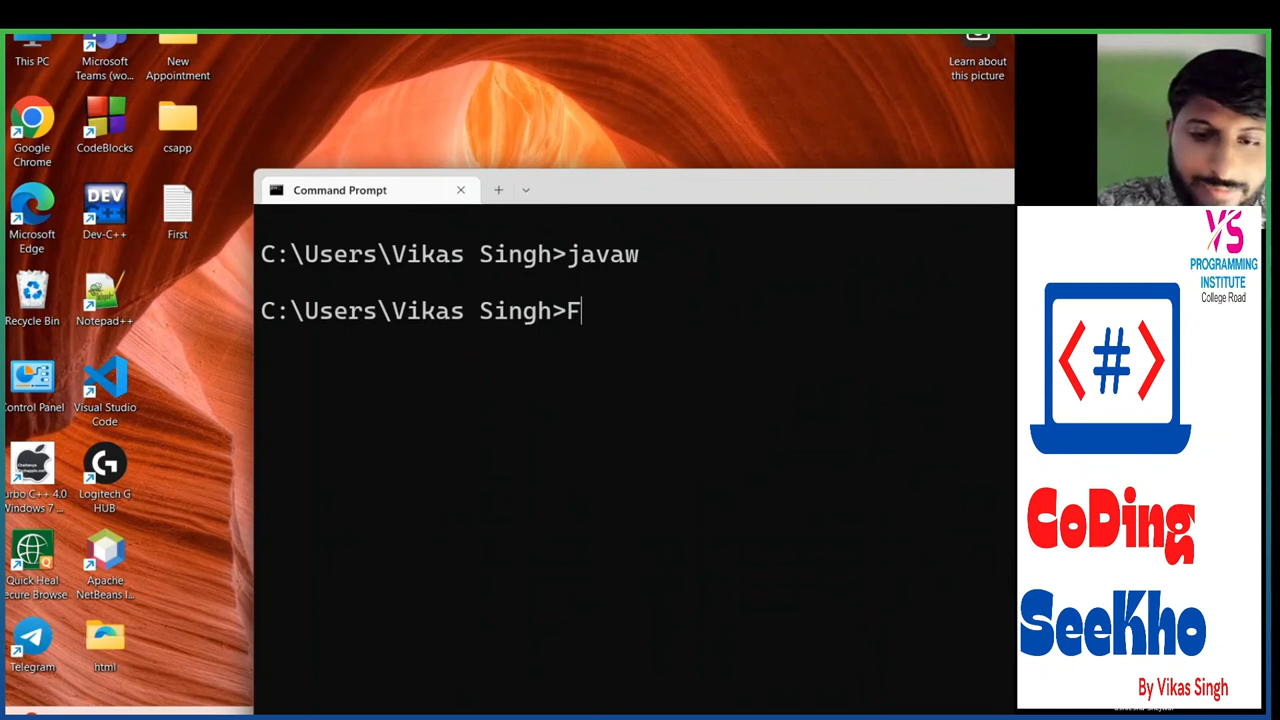 This PC
Microsoft
Teams (wo...
New
Appointment
Learn about
this picture
Google
Chrome
CodeBlocks
csapp
Microsoft
Edge
DEV
Dev-C++
First
Recycle Bin
Notepad++
Control Panel
Visual Studio
Code
urbo C++ 4.0
Windows 7 ...
Logitech G
HUB
Quick Heal
ecure Browse
Apache
NetBeans I...
Telegram
html
Command Prompt
C:\Users\Vikas Singh>javaw
C:\Users\Vikas Singh>F
VS
PROGRAMMING
INSTITUTE
College Road
<#>
CoDing
SeeKho
By Vikas Singh